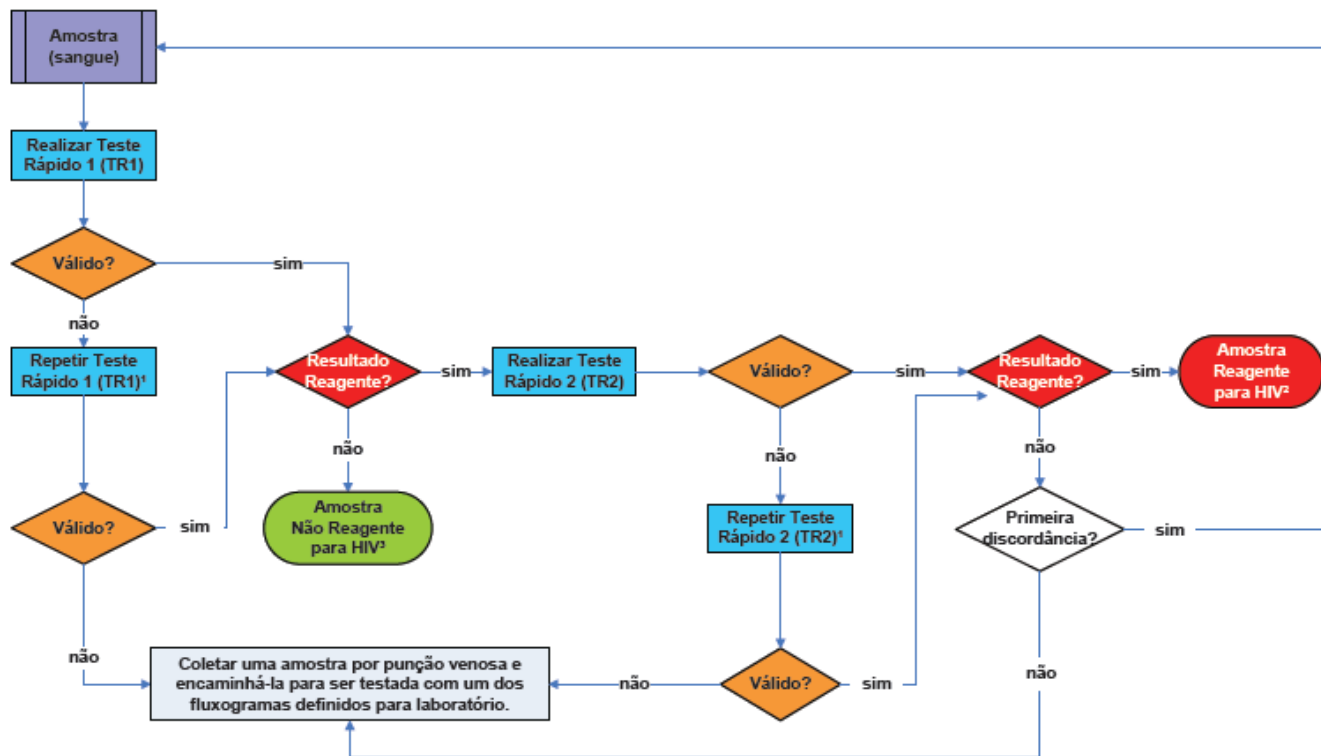 Amostra
(sangue)
Realizar Teste
Rápido 1 (TR1)
Válido?
sim
não
Repetir Teste
Rápido 1 (TR1)¹
Resultado
Reagente?
sim
Realizar Teste
Rápido 2 (TR2)
Válido?
sim
Resultado
Reagente?
sim
Amostra
Reagente
para HIV²
não
não
não
Válido?
sim
Amostra
Não Reagente
para HIV³
Repetir Teste
Rápido 2 (TR2)¹
Primeira
discordância?
sim
não
Coletar uma amostra por punção venosa e
encaminhá-la para ser testada com um dos
fluxogramas definidos para laboratório.
não
Válido?
sim
não